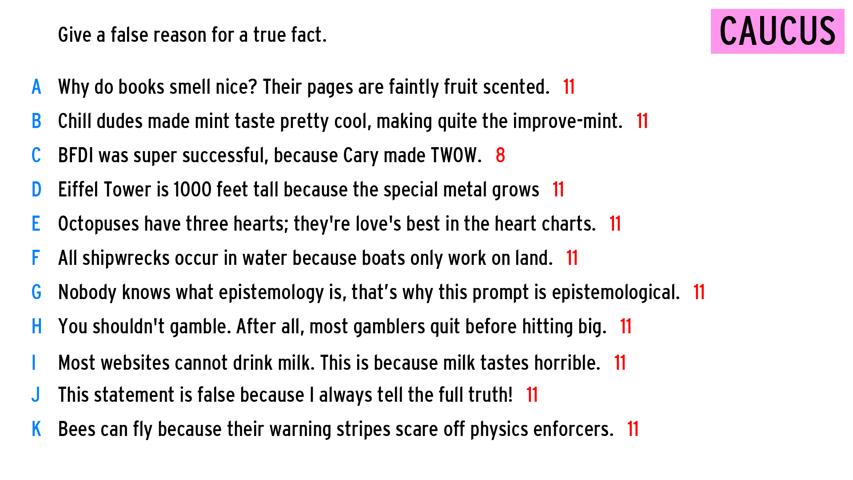 Give a false reason for a true fact.
CAUCUS
A Why do books smell nice? Their pages are faintly fruit scented. 11
B Chill dudes made mint taste pretty cool, making quite the improve-mint. 11
C BFDI was super successful, because Cary made TWOW. 8
D Eiffel Tower is 1000 feet tall because the special metal grows 11
E Octopuses have three hearts; they're love's best in the heart charts. 11
F All shipwrecks occur in water because boats only work on land. 11
G Nobody knows what epistemology is, that’s why this prompt is epistemological. 11
H You shouldn't gamble. After all, most gamblers quit before hitting big. 11
I Most websites cannot drink milk. This is because milk tastes horrible. 11
J This statement is false because I always tell the full truth! 11
K Bees can fly because their warning stripes scare off physics enforcers. 11